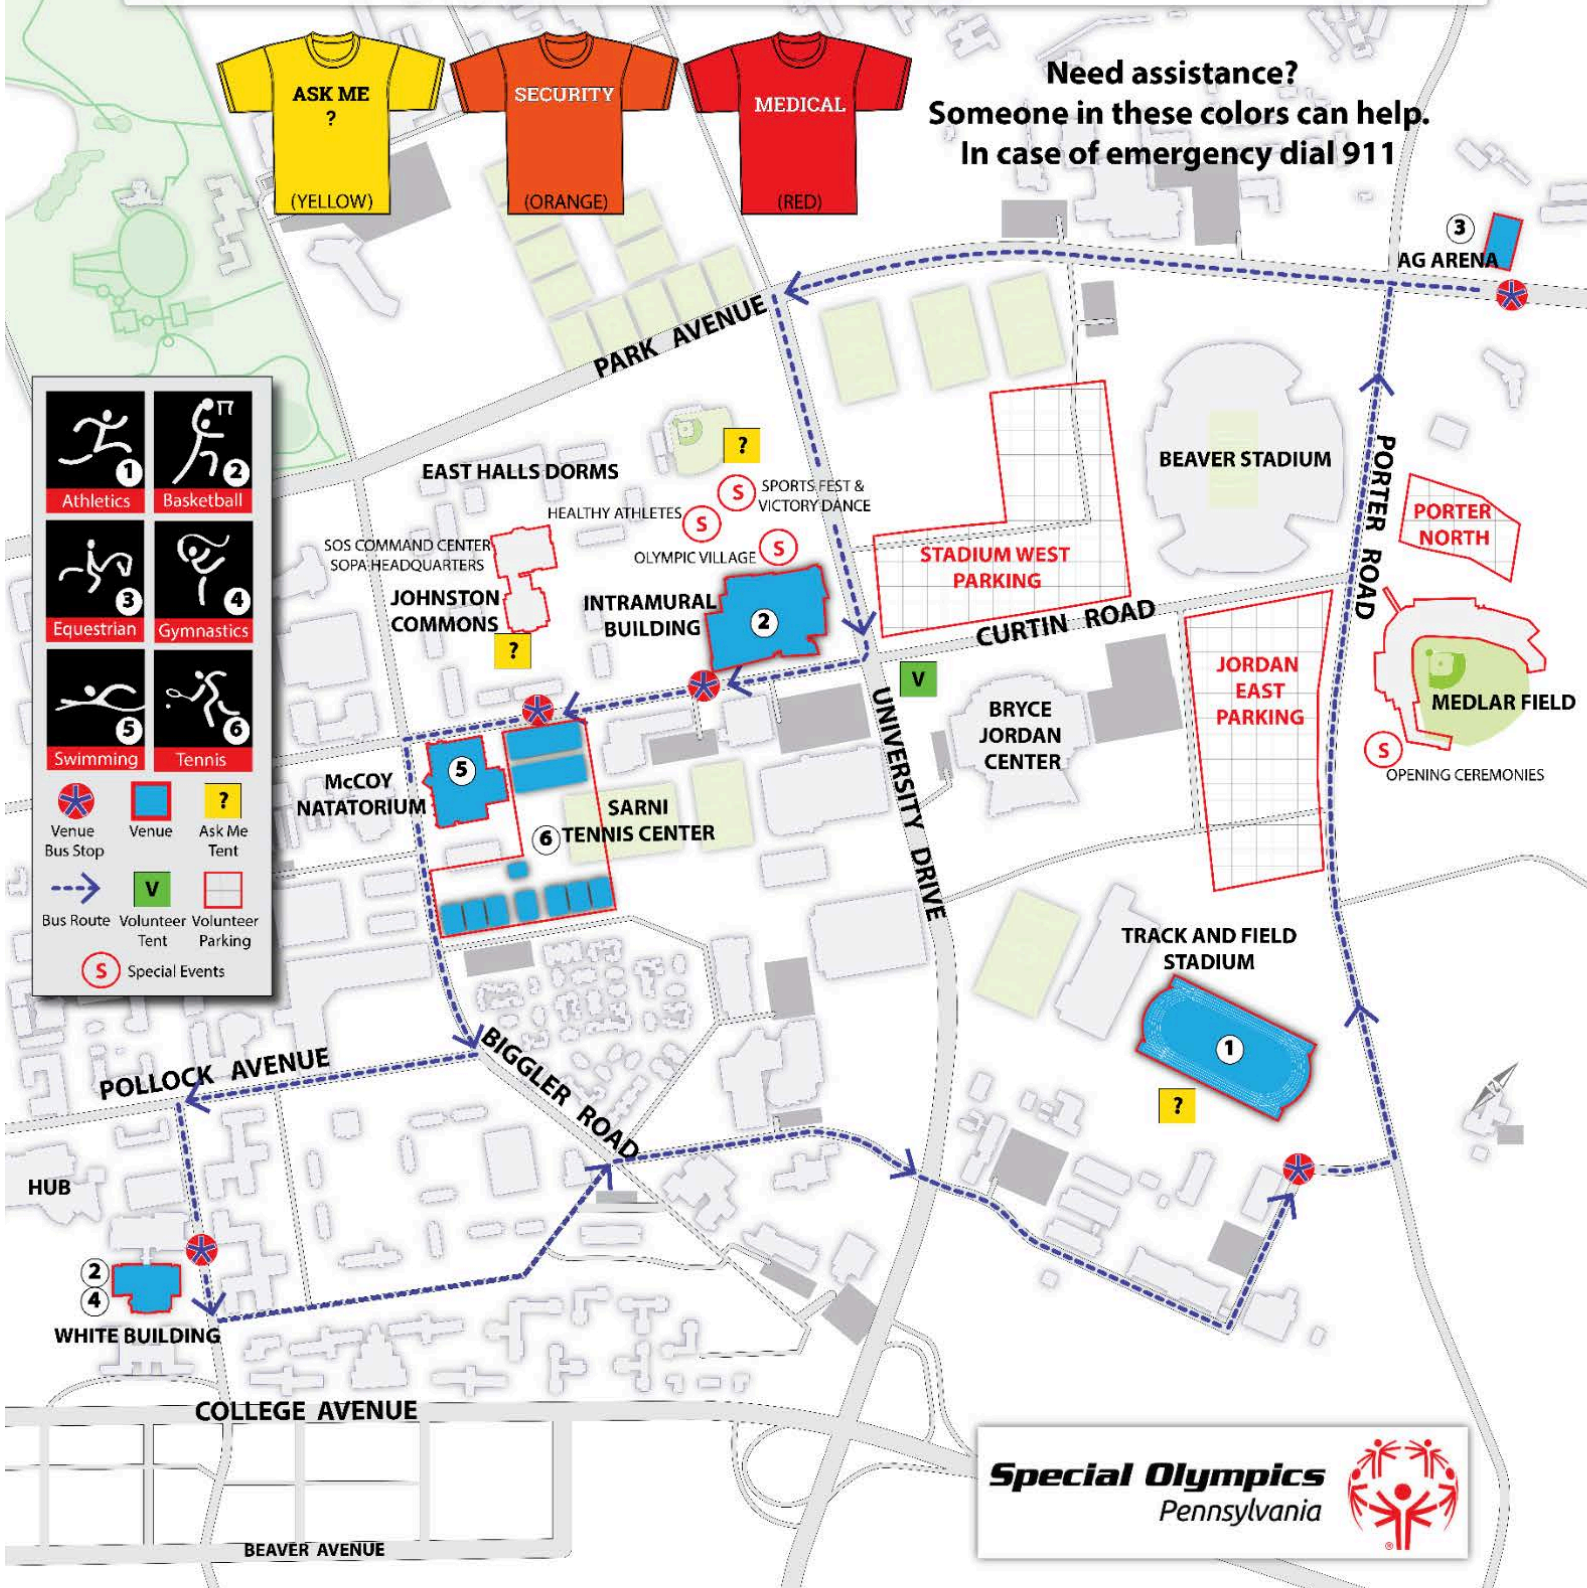 ASK ME
?
(YELLOW)
SECURITY
(ORANGE)
MEDICAL
(RED)
Need assistance?
Someone in these colors can help.
In case of emergency dial 911
3
AG ARENA
PARK AVENUE
1
Athletics
2
Basketball
3
Equestrian
4
Gymnastics
5
Swimming
6
Tennis
Venue
Bus Stop
Venue
?
Ask Me
Tent
Bus Route
V
Volunteer
Tent
Volunteer
Parking
S
Special Events
EAST HALLS DORMS
?
S
SPORTS FEST &
VICTORY DANCE
HEALTHY ATHLETES
S
OLYMPIC VILLAGE
S
SOS COMMAND CENTER
SOPA HEADQUARTERS
JOHNSTON
COMMONS
?
INTRAMURAL
BUILDING
2
STADIUM WEST
PARKING
BEAVER STADIUM
PORTER ROAD
PORTER
NORTH
CURTIN ROAD
V
BRYCE
JORDAN
CENTER
JORDAN
EAST
PARKING
MEDLAR FIELD
S
OPENING CEREMONIES
UNIVERSITY DRIVE
McCOY
NATATORIUM
5
SARNI
6
TENNIS CENTER
TRACK AND FIELD
STADIUM
1
?
POLLOCK AVENUE
BIGGLER ROAD
HUB
2
4
WHITE BUILDING
COLLEGE AVENUE
BEAVER AVENUE
Special Olympics
Pennsylvania
®